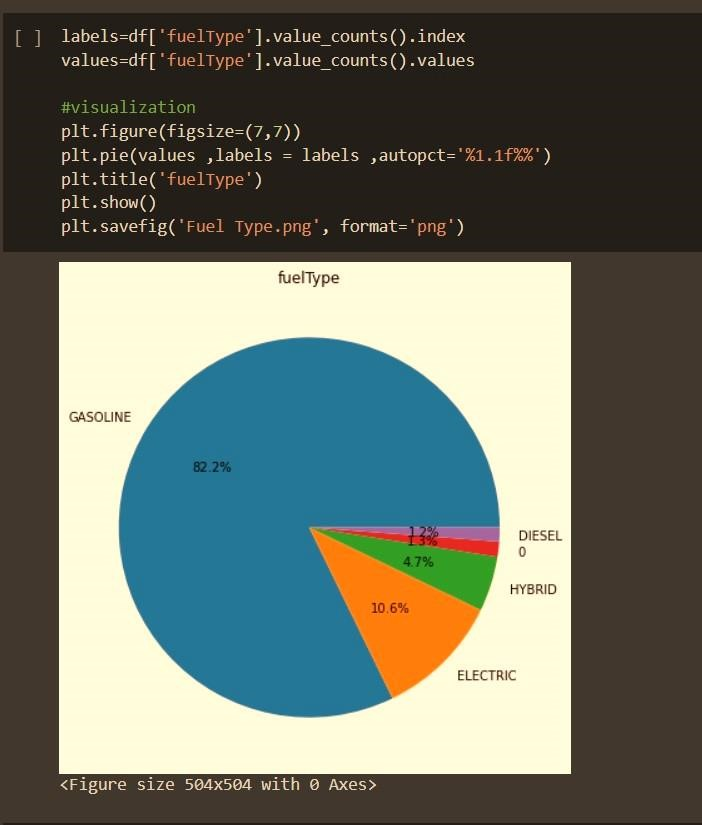 [ ] labels=df['fuelType'].value_counts().index
values=df['fuelType'].value_counts().values
#visualization
plt.figure(figsize=(7,7))
plt.pie(values ,labels = labels ,autopct='%1.1f%%')
plt.title('fuelType')
plt.show()
plt.savefig('Fuel Type.png', format='png')
fuelType
GASOLINE
82.2%
1.2%
DIESEL
1.3%
0
4.7%
HYBRID
10.6%
ELECTRIC
<Figure size 504x504 with 0 Axes>